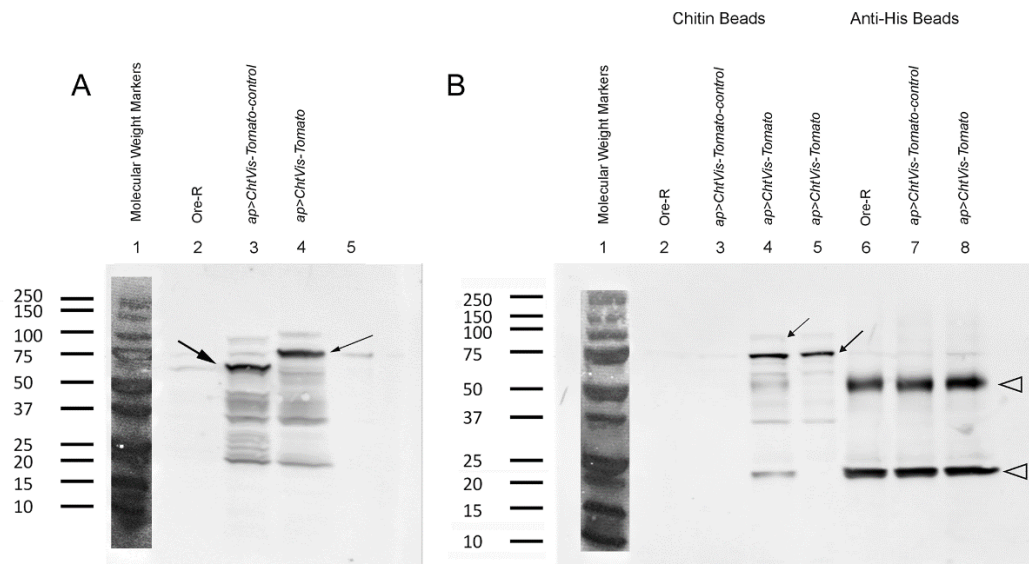 Chitin Beads
Anti-His Beads
A
Molecular Weight Markers
Ore-R
ap>ChtVis-Tomato-control
ap>ChtVis-Tomato
1
2
3
4
5
250
150
100
75
50
37
25
20
15
10
B
Molecular Weight Markers
Ore-R
ap>ChtVis-Tomato-control
ap>ChtVis-Tomato
ap>ChtVis-Tomato
Ore-R
ap>ChtVis-Tomato-control
ap>ChtVis-Tomato
1
2
3
4
5
6
7
8
250
150
100
75
50
37
25
20
15
10